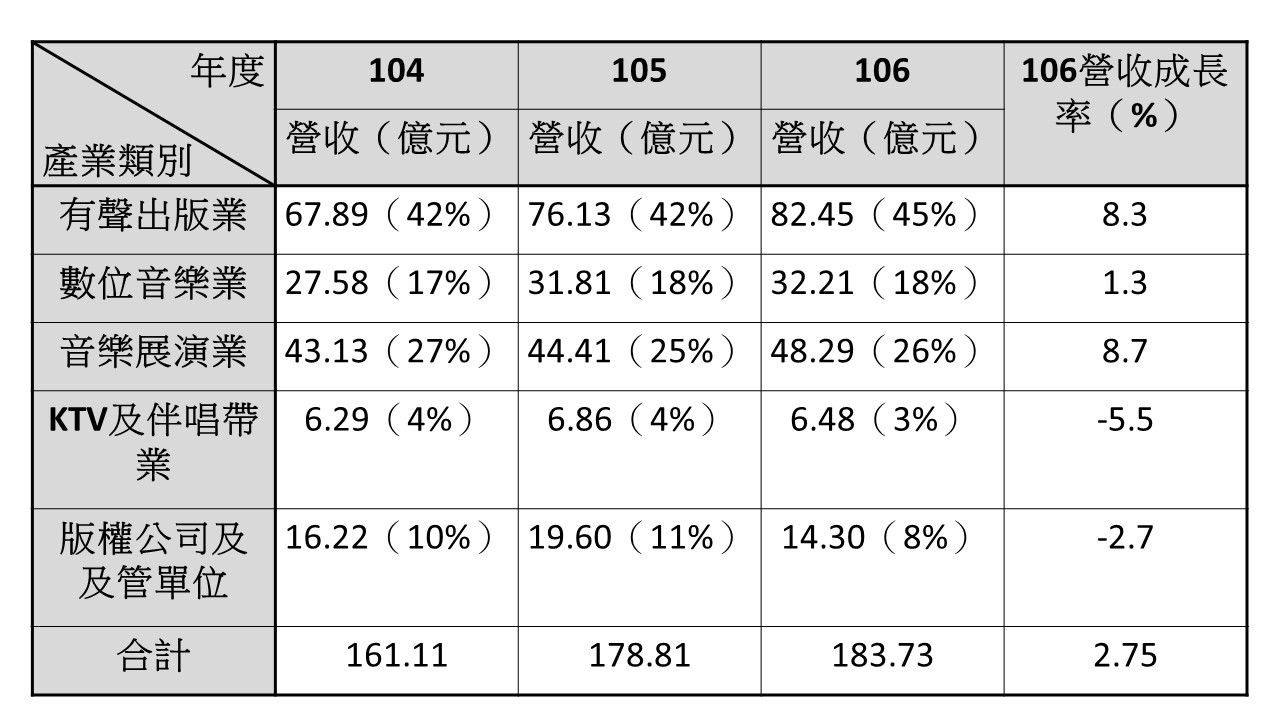 年度 104 105 106 106營收成長
率（%）
產業類別 營收（億元） 營收（億元） 營收（億元）
有聲出版業 67.89（42%） 76.13（42%） 82.45（45%） 8.3
數位音樂業 27.58（17%） 31.81（18%） 32.21（18%） 1.3
音樂展演業 43.13（27%） 44.41（25%） 48.29（26%） 8.7
KTV及伴唱帶
業 6.29（4%） 6.86（4%） 6.48（3%） -5.5
版權公司及
及管單位 16.22（10%） 19.60（11%） 14.30（8%） -2.7
合計 161.11 178.81 183.73 2.75